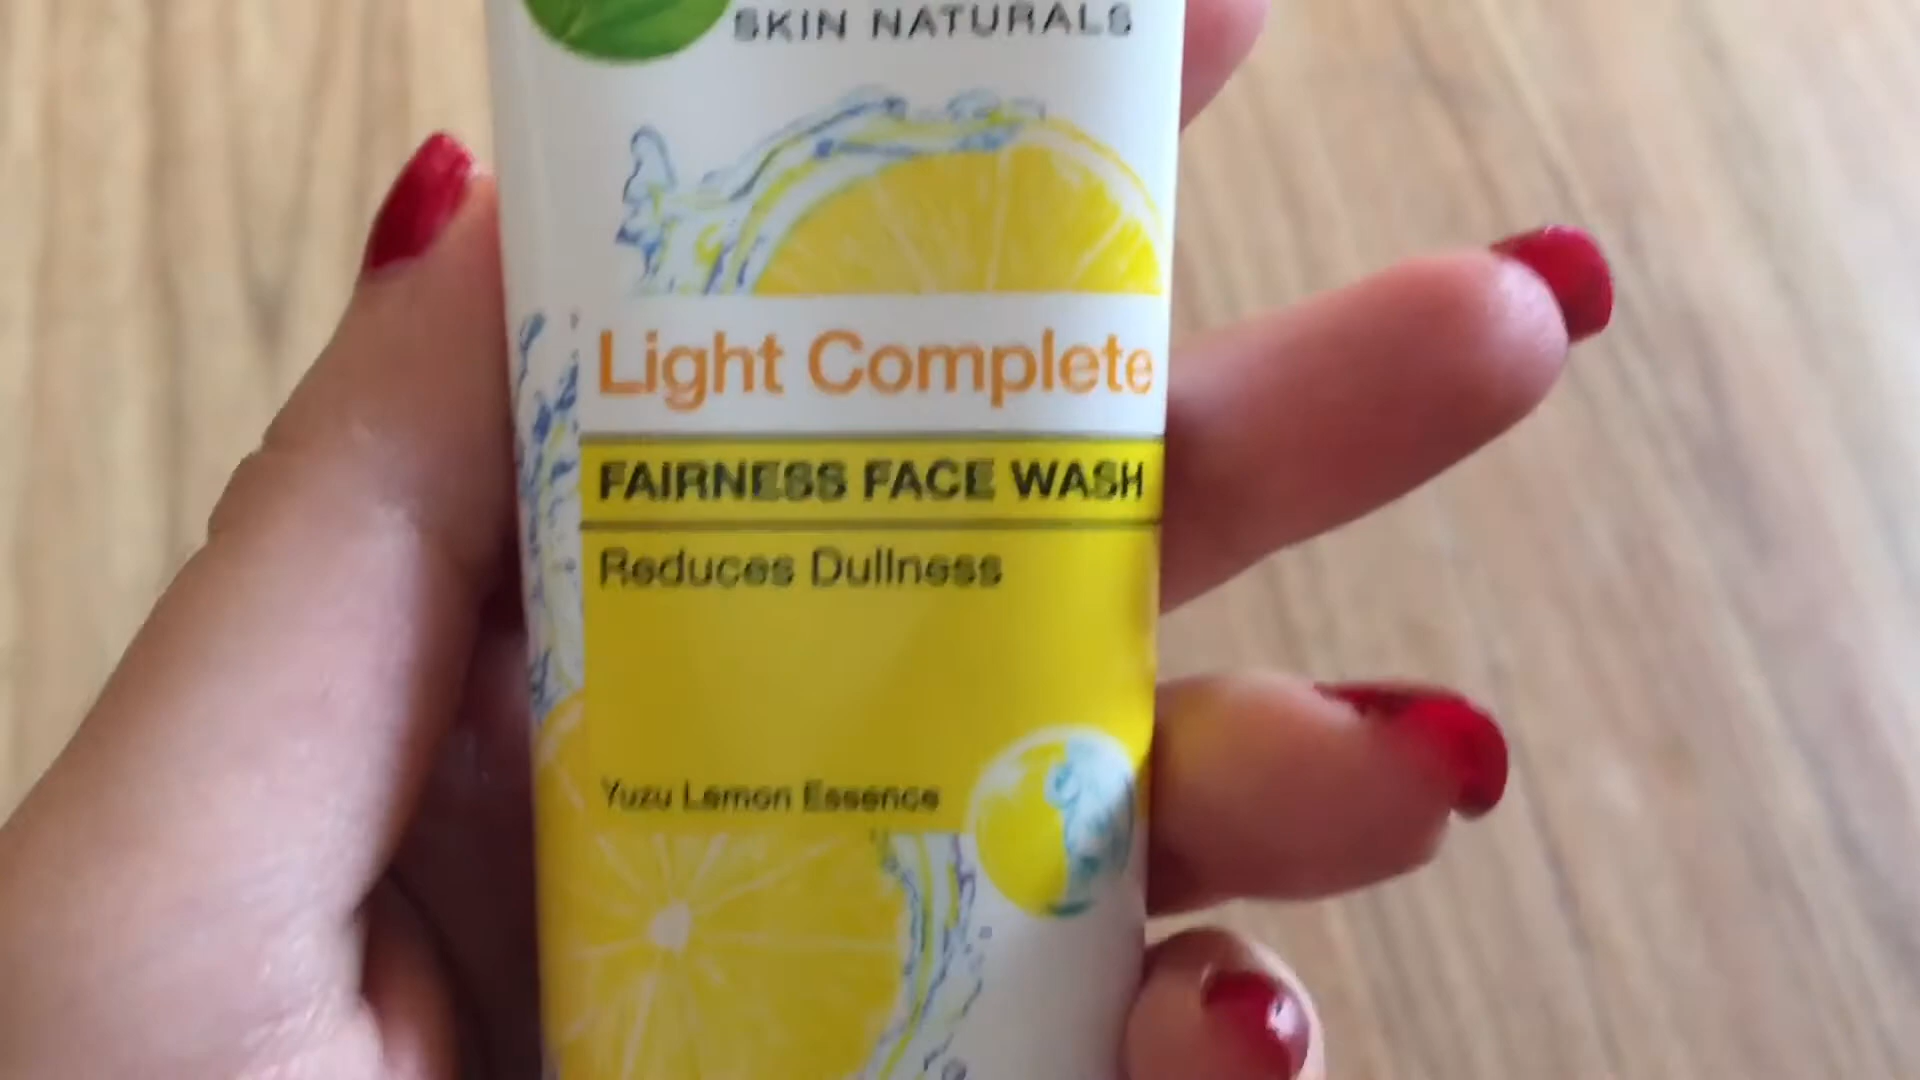 SKIN NATURALS
Light Complete
FAIRNESS FACE WASH
Reduces Dullness
Yuzu Lemon Essence